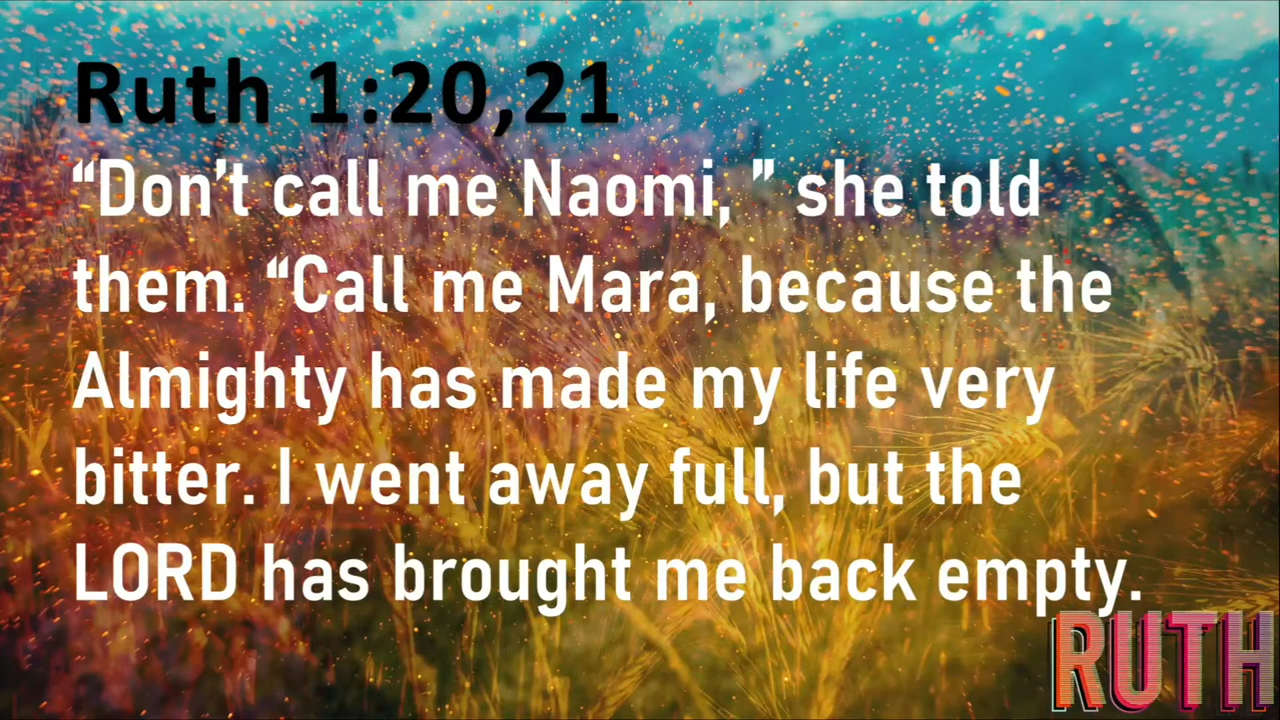 Ruth 1:20,21
“Don’t call me Naomi, ” she told
them. “Call me Mara, because the
Almighty has made my life very
bitter. I went away full, but the
LORD has brought me back empty.
RUTH